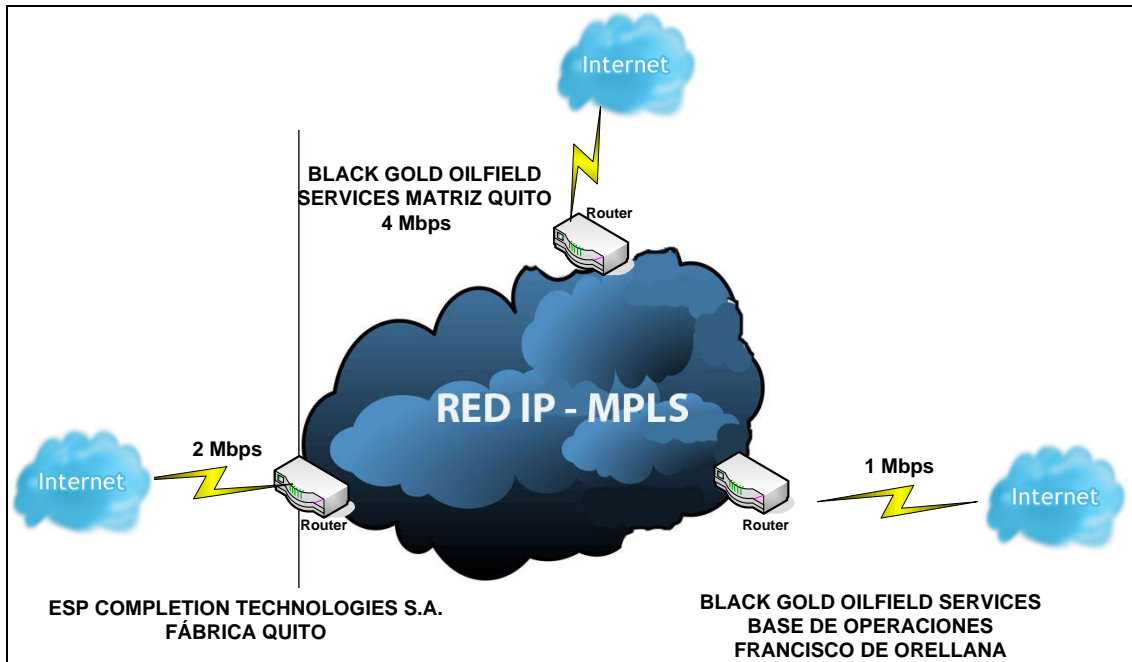 Internet
BLACK GOLD OILFIELD
SERVICES MATRIZ QUITO
4 Mbps
Router
RED IP - MPLS
2 Mbps
Internet
Router
1 Mbps
Internet
Router
ESP COMPLETION TECHNOLOGIES S.A.
FÁBRICA QUITO
BLACK GOLD OILFIELD SERVICES
BASE DE OPERACIONES
FRANCISCO DE ORELLANA